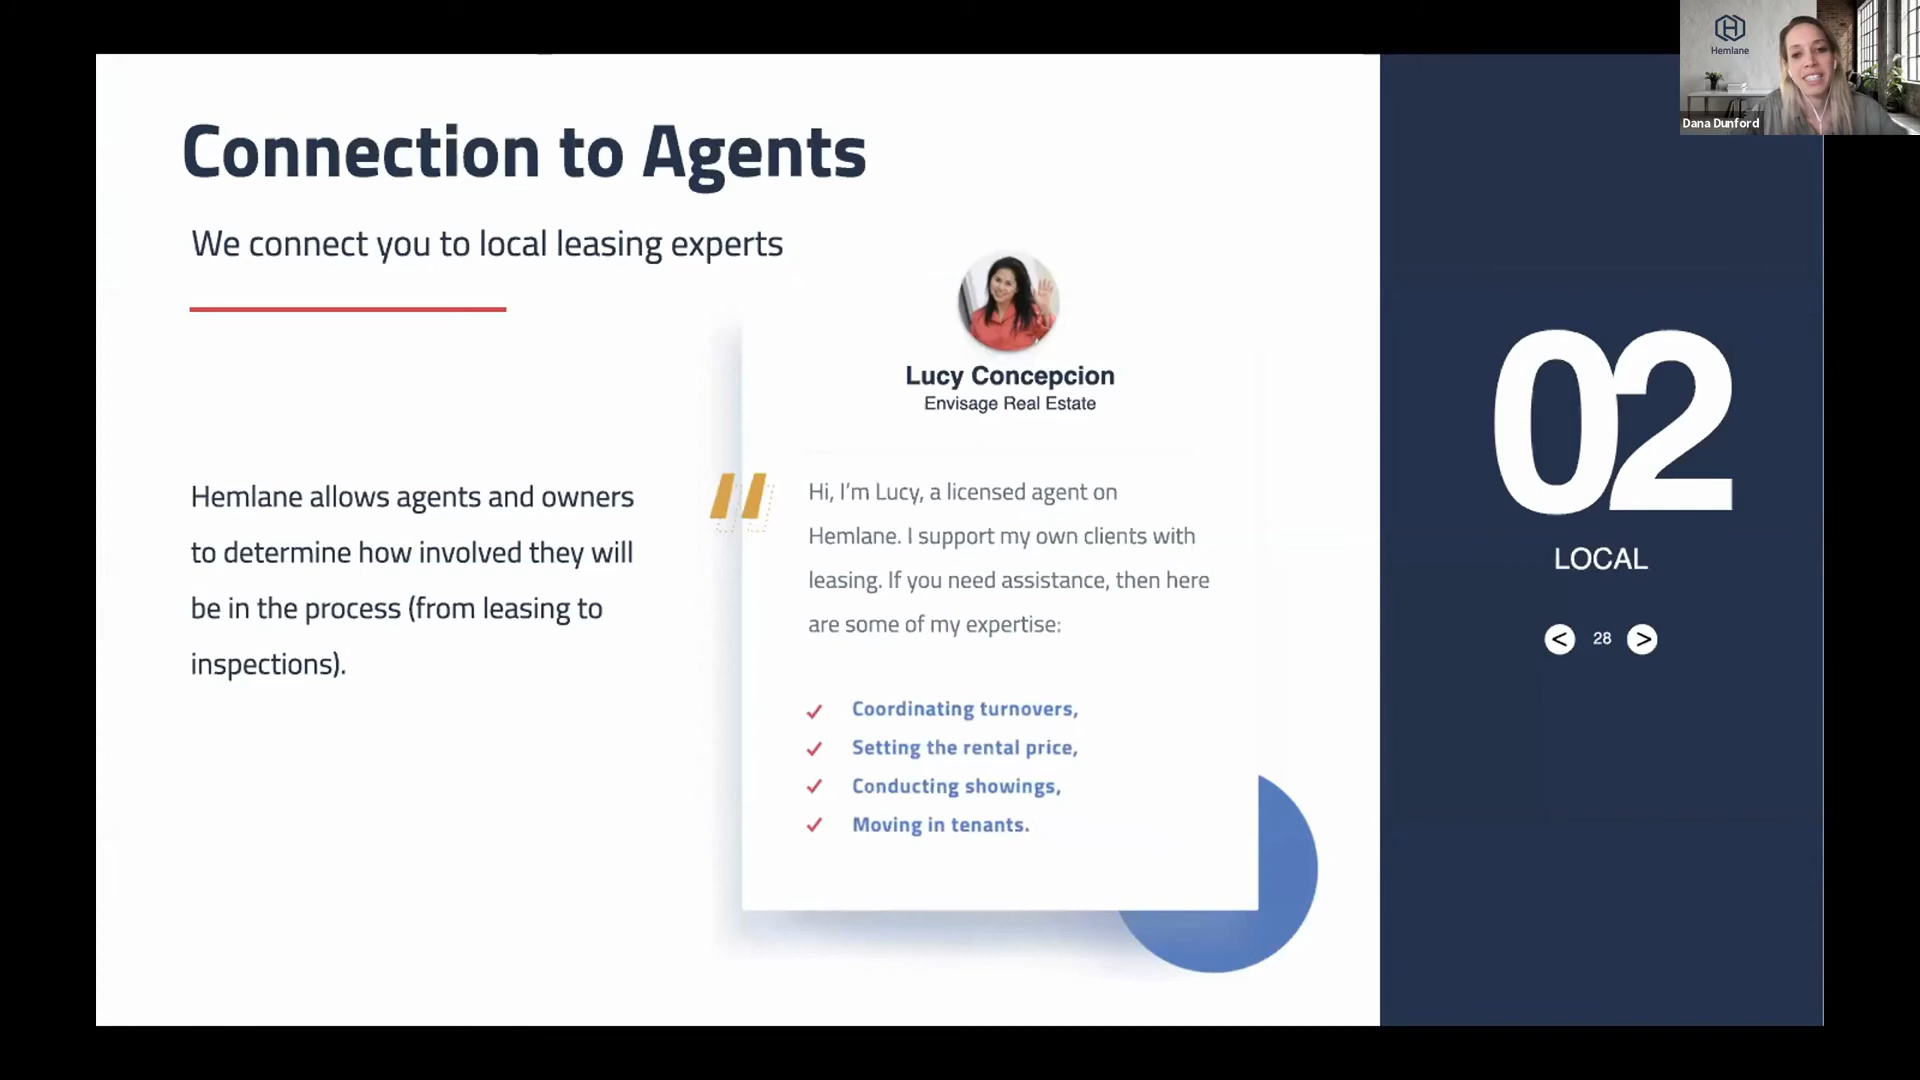 Hemlane
Dana Dunford
Connection to Agents
We connect you to local leasing experts
Lucy Concepcion
Envisage Real Estate
Hemlane allows agents and owners
to determine how involved they will
be in the process (from leasing to
inspections).
Hi, I’m Lucy, a licensed agent on
Hemlane. I support my own clients with
leasing. If you need assistance, then here
are some of my expertise:
Coordinating turnovers,
Setting the rental price,
Conducting showings,
Moving in tenants.
02
LOCAL
< 28 >